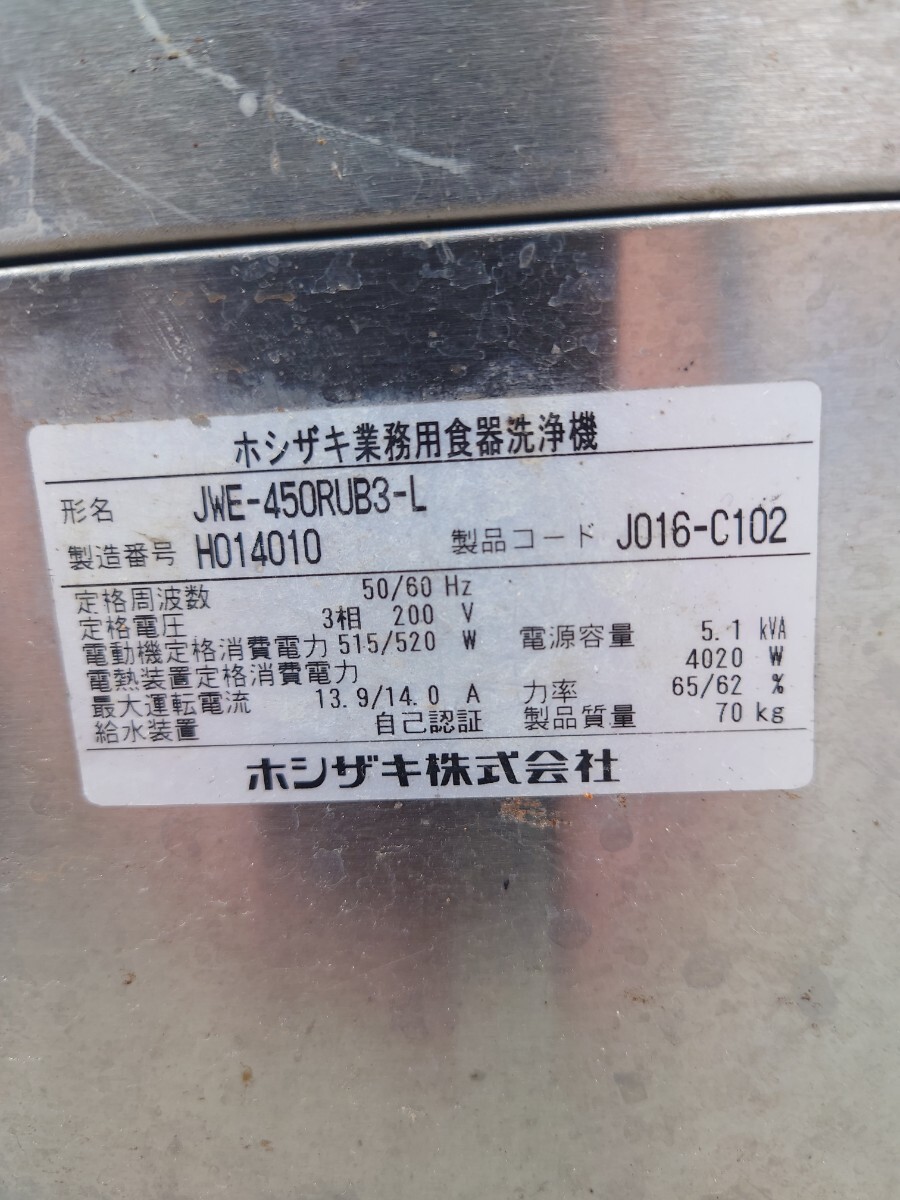 ホシザキ業務用食器洗浄機
形名 JWE-450RUB3-L
製造番号 H014010 製品コード J016-C102
定格周波数 50/60 Hz
定格電圧 3相 200 V
電動機定格消費電力 515/520 W 電源容量 5.1 kVA
電熱装置定格消費電力 4020 W
最大運転電流 13.9/14.0 A 力率 65/62 %
給水装置 自己認証 製品質量 70 kg
ホシザキ株式会社